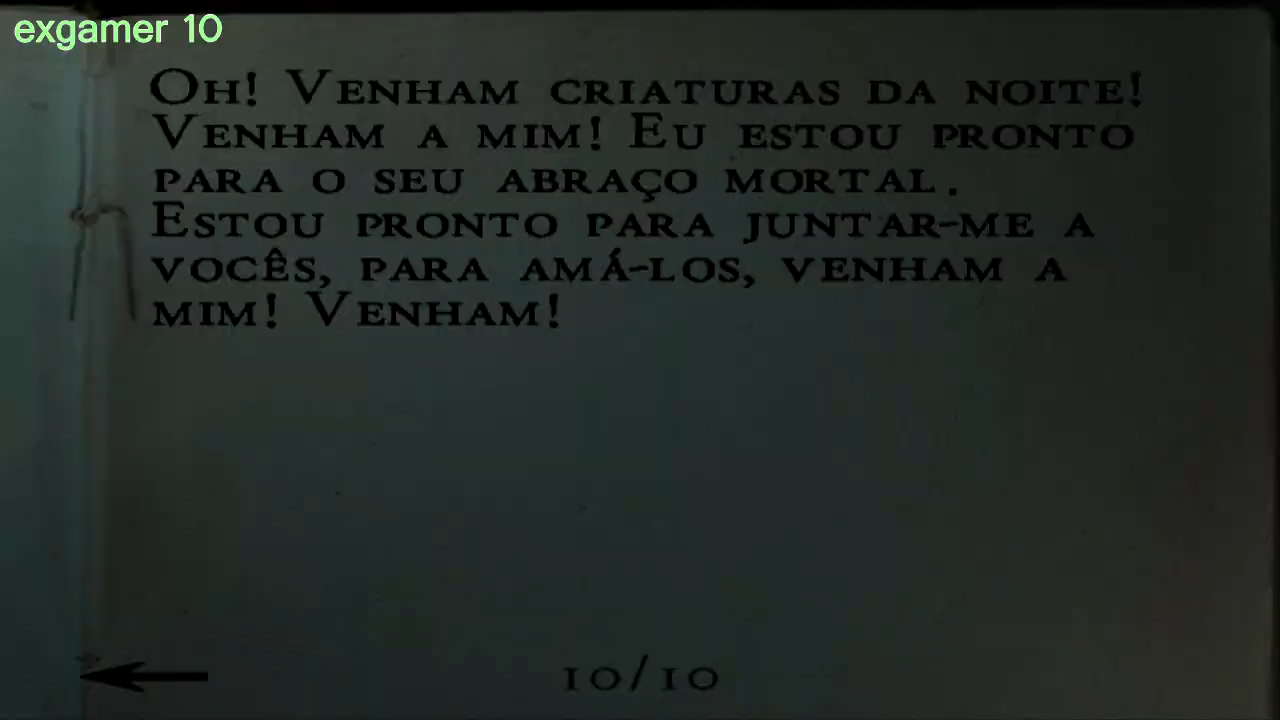 exgamer 10
Oh! Venham criaturas da noite!
Venham a mim! Eu estou pronto
para o seu abraço mortal.
Estou pronto para juntar-me a
vocês, para amá-los, venham a
mim! Venham!
10/10